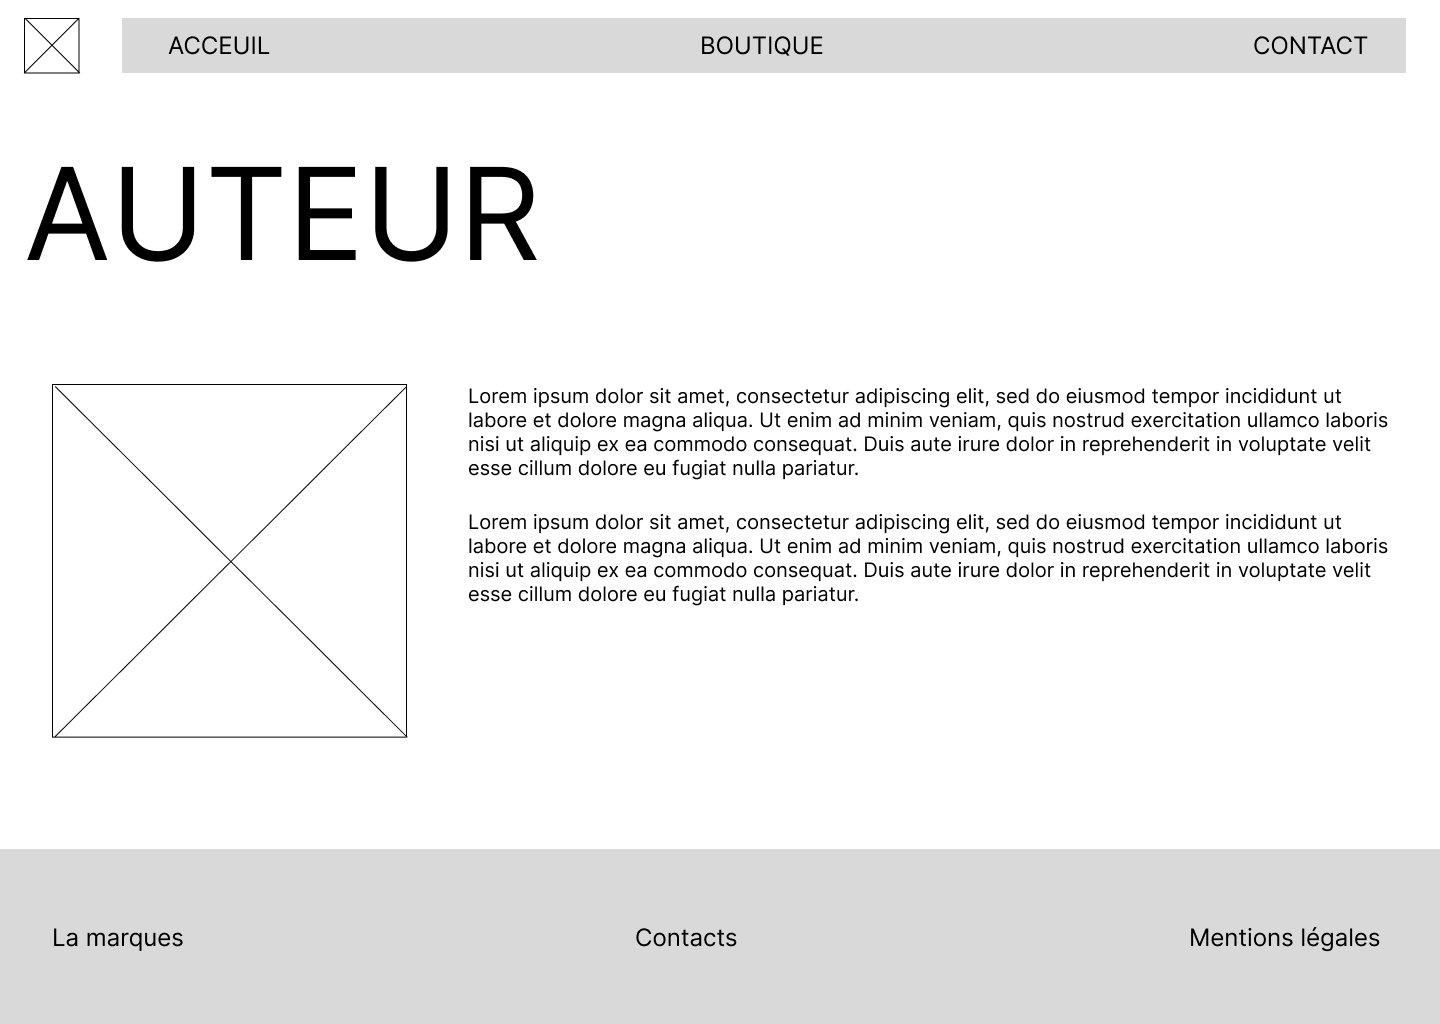 ACCEUIL
BOUTIQUE
CONTACT
AUTEUR
Lorem ipsum dolor sit amet, consectetur adipiscing elit, sed do eiusmod tempor incididunt ut
labore et dolore magna aliqua. Ut enim ad minim veniam, quis nostrud exercitation ullamco laboris
nisi ut aliquip ex ea commodo consequat. Duis aute irure dolor in reprehenderit in voluptate velit
esse cillum dolore eu fugiat nulla pariatur.
Lorem ipsum dolor sit amet, consectetur adipiscing elit, sed do eiusmod tempor incididunt ut
labore et dolore magna aliqua. Ut enim ad minim veniam, quis nostrud exercitation ullamco laboris
nisi ut aliquip ex ea commodo consequat. Duis aute irure dolor in reprehenderit in voluptate velit
esse cillum dolore eu fugiat nulla pariatur.
La marques
Contacts
Mentions légales